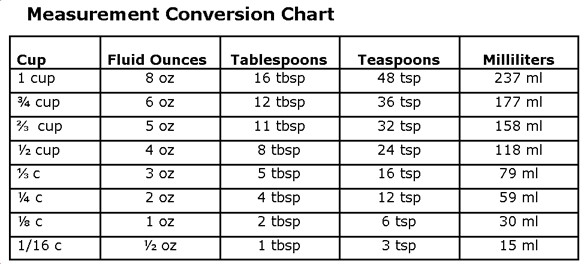 Measurement Conversion Chart
Cup Fluid Ounces Tablespoons Teaspoons Milliliters
1 cup 8 oz 16 tbsp 48 tsp 237 ml
¾ cup 6 oz 12 tbsp 36 tsp 177 ml
⅔ cup 5 oz 11 tbsp 32 tsp 158 ml
½ cup 4 oz 8 tbsp 24 tsp 118 ml
⅓ c 3 oz 5 tbsp 16 tsp 79 ml
¼ c 2 oz 4 tbsp 12 tsp 59 ml
⅛ c 1 oz 2 tbsp 6 tsp 30 ml
1/16 c ½ oz 1 tbsp 3 tsp 15 ml